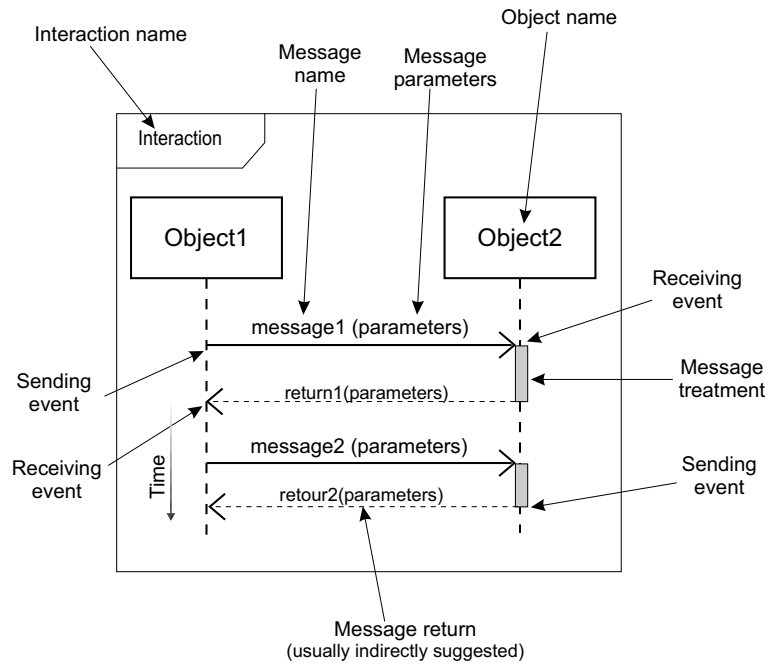 Object name
Interaction name
Message
name
Message
parameters
Interaction
Object1
Object2
Receiving
event
message1 (parameters)
Sending
event
Message
treatment
return1(parameters)
Receiving
event
Time
message2 (parameters)
Sending
event
retour2(parameters)
Message return
(usually indirectly suggested)